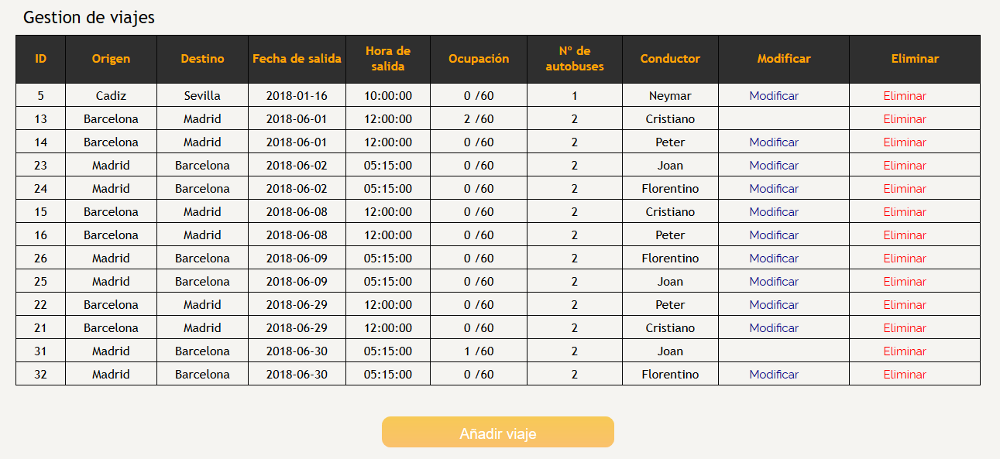 Gestion de viajes
ID Origen Destino Fecha de salida Hora de salida Ocupación Nº de autobuses Conductor Modificar Eliminar
5 Cadiz Sevilla 2018-01-16 10:00:00 0 /60 1 Neymar Modificar Eliminar
13 Barcelona Madrid 2018-06-01 12:00:00 2 /60 2 Cristiano Eliminar
14 Barcelona Madrid 2018-06-01 12:00:00 0 /60 2 Peter Modificar Eliminar
23 Madrid Barcelona 2018-06-02 05:15:00 0 /60 2 Joan Modificar Eliminar
24 Madrid Barcelona 2018-06-02 05:15:00 0 /60 2 Florentino Modificar Eliminar
15 Barcelona Madrid 2018-06-08 12:00:00 0 /60 2 Cristiano Modificar Eliminar
16 Barcelona Madrid 2018-06-08 12:00:00 0 /60 2 Peter Modificar Eliminar
26 Madrid Barcelona 2018-06-09 05:15:00 0 /60 2 Florentino Modificar Eliminar
25 Madrid Barcelona 2018-06-09 05:15:00 0 /60 2 Joan Modificar Eliminar
22 Barcelona Madrid 2018-06-29 12:00:00 0 /60 2 Peter Modificar Eliminar
21 Barcelona Madrid 2018-06-29 12:00:00 0 /60 2 Cristiano Modificar Eliminar
31 Madrid Barcelona 2018-06-30 05:15:00 1 /60 2 Joan Eliminar
32 Madrid Barcelona 2018-06-30 05:15:00 0 /60 2 Florentino Modificar Eliminar
Añadir viaje